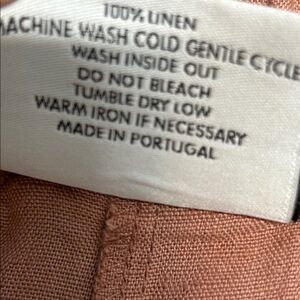 100% LINEN
MACHINE WASH COLD GENTLE CYCLE
WASH INSIDE OUT
DO NOT BLEACH
TUMBLE DRY LOW
WARM IRON IF NECESSARY
MADE IN PORTUGAL